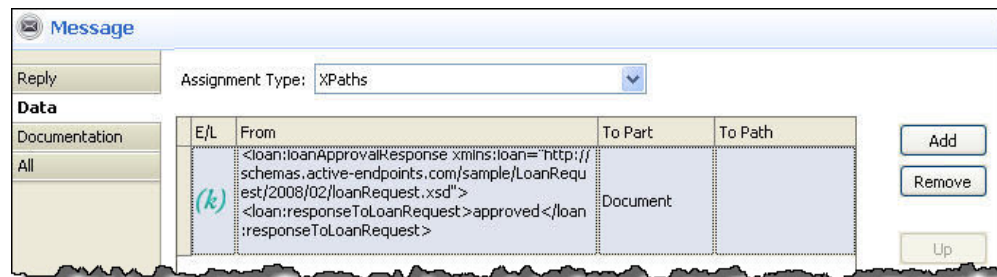 Message
Reply
Data
Documentation
All
Assignment Type: XPaths
E/L From To Part To Path
(k)
<loan:loanApprovalResponse xmlns:loan="http://
schemas.active-endpoints.com/sample/LoanRequ
est/2008/02/loanRequest.xsd">
<loan:responseToLoanRequest>approved</loan
:responseToLoanRequest>
Document
Add
Remove
Up